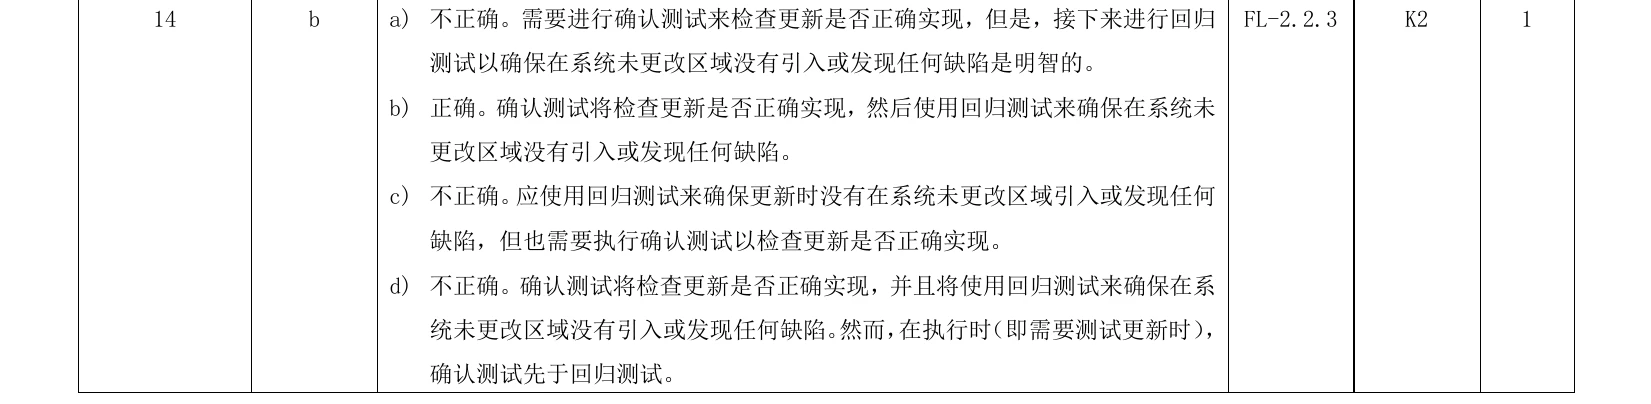 14 b a) 不正确。需要进行确认测试来检查更新是否正确实现，但是，接下来进行回归 FL-2.2.3 K2 1
测试以确保在系统未更改区域没有引入或发现任何缺陷是明智的。
b) 正确。确认测试将检查更新是否正确实现，然后使用回归测试来确保在系统未
更改区域没有引入或发现任何缺陷。
c) 不正确。应使用回归测试来确保更新时没有在系统未更改区域引入或发现任何
缺陷，但也需要执行确认测试以检查更新是否正确实现。
d) 不正确。确认测试将检查更新是否正确实现，并且将使用回归测试来确保在系
统未更改区域没有引入或发现任何缺陷。然而，在执行时（即需要测试更新时），
确认测试先于回归测试。